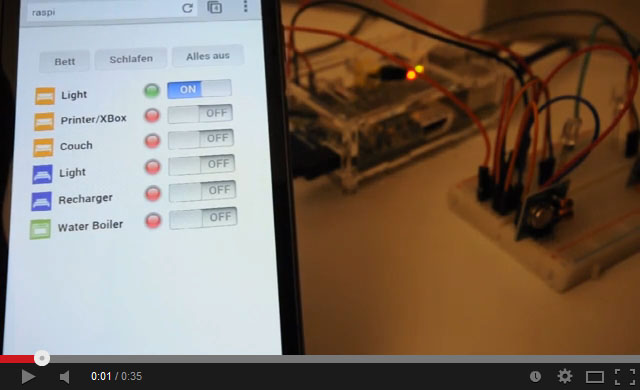 raspi
Bett Schlafen Alles aus
Light ON
Printer/XBox OFF
Couch OFF
Light OFF
Recharger OFF
Water Boiler OFF
0:01 / 0:35